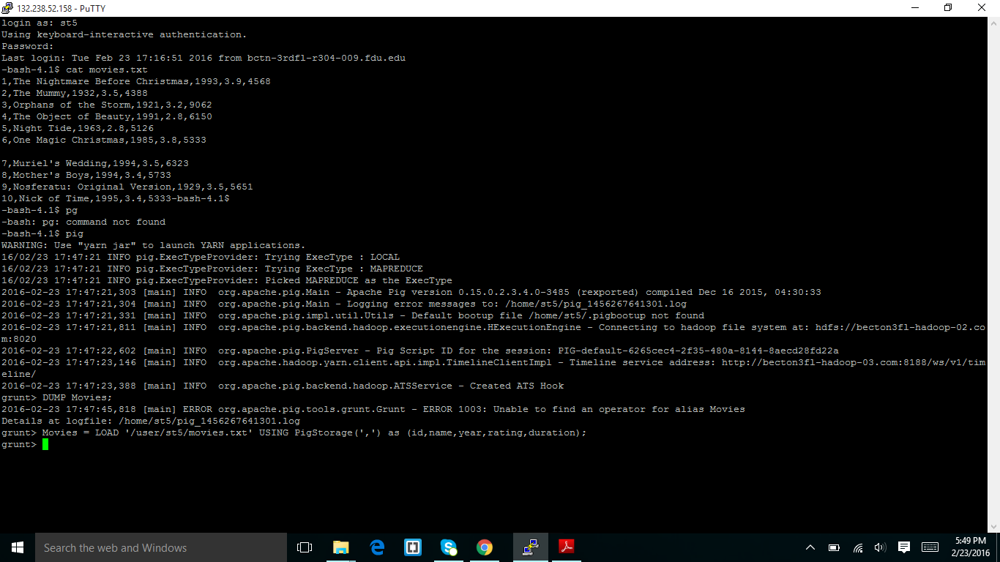 132.238.52.158 - PuTTY
login as: st5
Using keyboard-interactive authentication.
Password:
Last login: Tue Feb 23 17:16:51 2016 from bctn-3rdfl-r304-009.fdu.edu
-bash-4.1$ cat movies.txt
1,The Nightmare Before Christmas,1993,3.9,4568
2,The Mummy,1932,3.5,4388
3,Orphans of the Storm,1921,3.2,9062
4,The Object of Beauty,1991,2.8,6150
5,Night Tide,1963,2.8,5126
6,One Magic Christmas,1985,3.8,5333
7,Muriel's Wedding,1994,3.5,6323
8,Mother's Boys,1994,3.4,5733
9,Nosferatu: Original Version,1929,3.5,5651
10,Nick of Time,1995,3.4,5333-bash-4.1$
-bash-4.1$ pg
-bash: pg: command not found
-bash-4.1$ pig
WARNING: Use "yarn jar" to launch YARN applications.
16/02/23 17:47:21 INFO pig.ExecTypeProvider: Trying ExecType : LOCAL
16/02/23 17:47:21 INFO pig.ExecTypeProvider: Trying ExecType : MAPREDUCE
16/02/23 17:47:21 INFO pig.ExecTypeProvider: Picked MAPREDUCE as the ExecType
2016-02-23 17:47:21,303 [main] INFO  org.apache.pig.Main - Apache Pig version 0.15.0.2.3.4.0-3485 (rexported) compiled Dec 16 2015, 04:30:33
2016-02-23 17:47:21,304 [main] INFO  org.apache.pig.Main - Logging error messages to: /home/st5/pig_1456267641301.log
2016-02-23 17:47:21,331 [main] INFO  org.apache.pig.impl.util.Utils - Default bootup file /home/st5/.pigbootup not found
2016-02-23 17:47:21,811 [main] INFO  org.apache.pig.backend.hadoop.executionengine.HExecutionEngine - Connecting to hadoop file system at: hdfs://becton3fl-hadoop-02.co
m:8020
2016-02-23 17:47:22,602 [main] INFO  org.apache.pig.PigServer - Pig Script ID for the session: PIG-default-6265cec4-2f35-480a-8144-8aecd28fd22a
2016-02-23 17:47:23,146 [main] INFO  org.apache.hadoop.yarn.client.api.impl.TimelineClientImpl - Timeline service address: http://becton3fl-hadoop-03.com:8188/ws/v1/tim
eline/
2016-02-23 17:47:23,388 [main] INFO  org.apache.pig.backend.hadoop.ATSService - Created ATS Hook
grunt> DUMP Movies;
2016-02-23 17:47:45,818 [main] ERROR org.apache.pig.tools.grunt.Grunt - ERROR 1003: Unable to find an operator for alias Movies
Details at logfile: /home/st5/pig_1456267641301.log
grunt> Movies = LOAD '/user/st5/movies.txt' USING PigStorage(',') as (id,name,year,rating,duration);
grunt>
Search the web and Windows
5:49 PM
2/23/2016